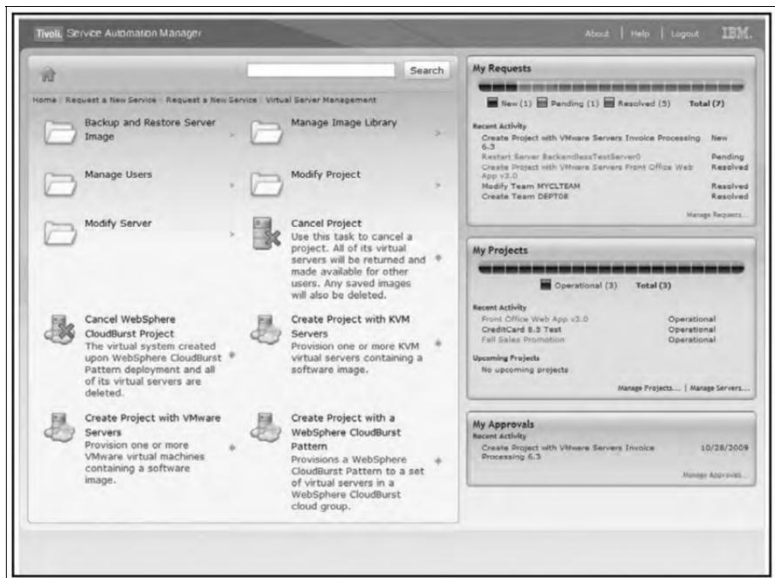 Tivoli. Service Automation Manager
About | Help | Logout IBM.
Search
Home Request a New Service Request a New Service Virtual Server Management
Backup and Restore Server
Image
Manage Image Library
Manage Users
Modify Project
Modify Server
Cancel Project
Use this task to cancel a
project. All of its virtual
servers will be returned and
made available for other
users. Any saved images
will also be deleted.
Cancel WebSphere
CloudBurst Project
The virtual system created
upon WebSphere CloudBurst
Pattern deployment and all
of its virtual servers are
deleted.
Create Project with KVM
Servers
Provision one or more KVM
virtual servers containing a
software image.
Create Project with VMware
Servers
Provision one or more
VMware virtual machines
containing a software
image.
Create Project with a
WebSphere CloudBurst
Pattern
Provisions a WebSphere
CloudBurst Pattern to a set
of virtual servers in a
WebSphere CloudBurst
cloud group.
My Requests
New (1) Pending (1) Resolved (5) Total (7)
Recent Activity
Create Project with VMware Servers Invoice Processing New
6.3
Restart Server BackendlessTestServer0 Pending
Create Project with VMware Servers Front Office Web Resolved
App v3.0
Modify Team MYCLTEAM Resolved
Create Team DEPT08 Resolved
Manage Requests...
My Projects
Operational (3) Total (3)
Recent Activity
Front Office Web App v3.0 Operational
CreditCard Test Operational
Fall Sales Promotion Operational
Upcoming Projects
No upcoming projects
Manage Projects... | Manage Servers...
My Approvals
Recent Activity
Create Project with VMware Servers Invoice 10/28/2009
Processing 6.3
Manage Approvals...